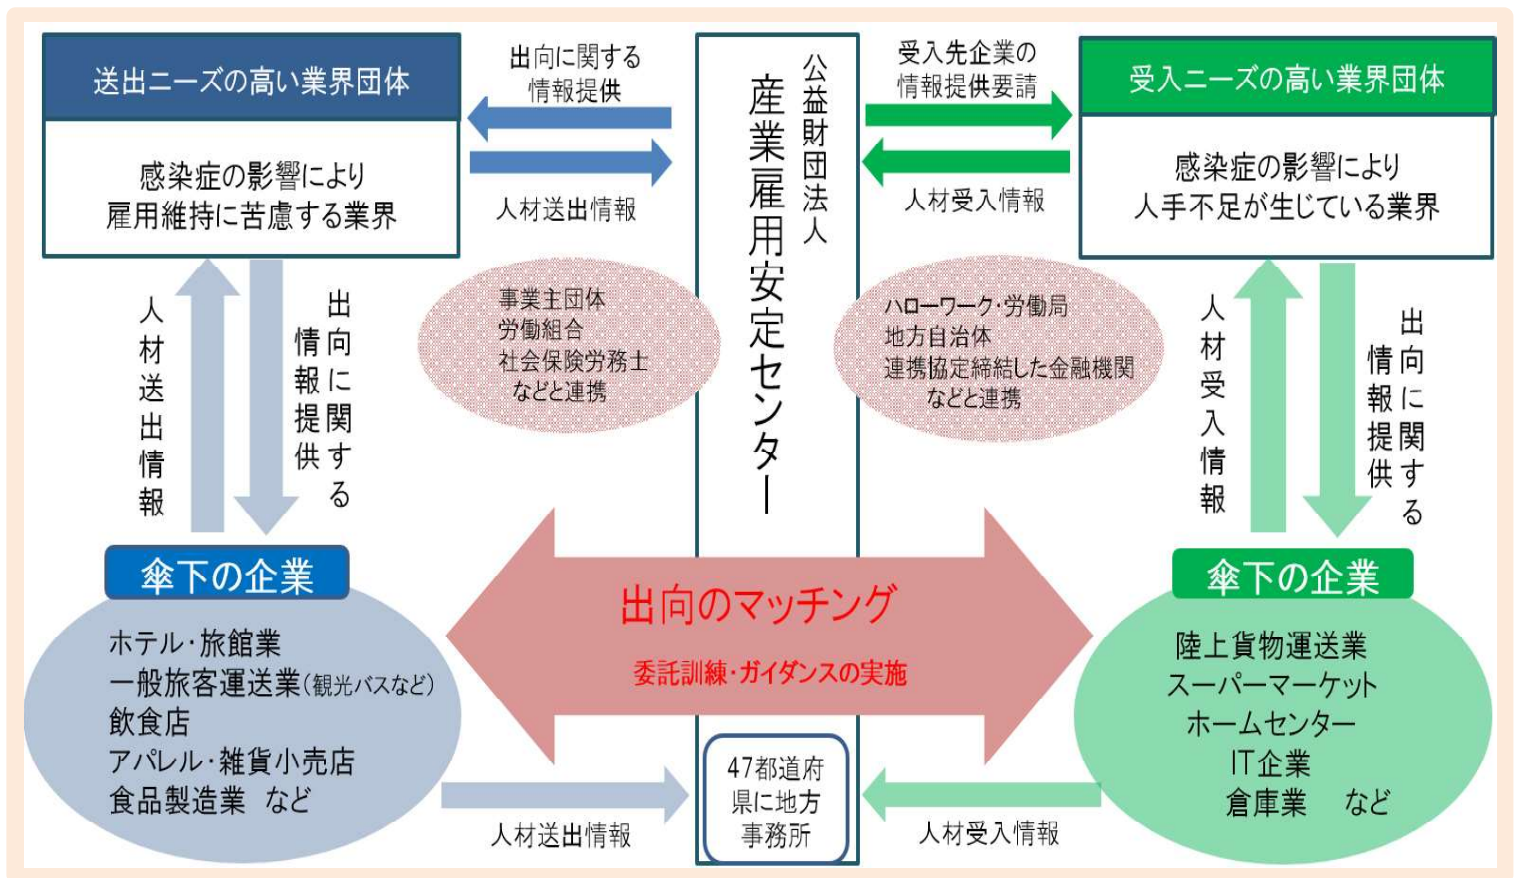 送出ニーズの高い業界団体
感染症の影響により
雇用維持に苦慮する業界
出向に関する
情報提供
人材送出情報
公益財団法人
産業雇用安定センター
受入先企業の
情報提供要請
人材受入情報
受入ニーズの高い業界団体
感染症の影響により
人手不足が生じている業界
事業主団体
労働組合
社会保険労務士
などと連携
ハローワーク・労働局
地方自治体
連携協定締結した金融機関
などと連携
人材送出情報
出向に関する
情報提供
人材受入情報
出向に関する
情報提供
傘下の企業
ホテル・旅館業
一般旅客運送業(観光バスなど)
飲食店
アパレル・雑貨小売店
食品製造業 など
出向のマッチング
委託訓練・ガイダンスの実施
傘下の企業
陸上貨物運送業
スーパーマーケット
ホームセンター
IT企業
倉庫業 など
人材送出情報
47都道府
県に地方
事務所
人材受入情報